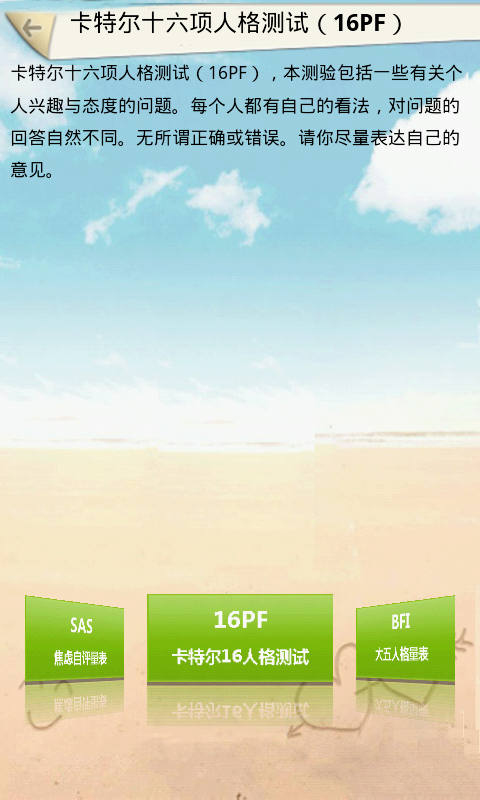 卡特尔十六项人格测试（16PF）
卡特尔十六项人格测试（16PF），本测验包括一些有关个
人兴趣与态度的问题。每个人都有自己的看法，对问题的
回答自然不同。无所谓正确或错误。请你尽量表达自己的
意见。
SAS
焦虑自评量表
16PF
卡特尔16人格测试
BFI
大五人格量表